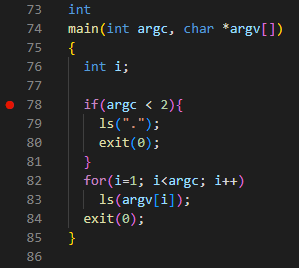 73 int
74 main(int argc, char *argv[])
75 {
76   int i;
77
78   if(argc < 2){
79     ls(".");
80     exit(0);
81   }
82   for(i=1; i<argc; i++)
83     ls(argv[i]);
84   exit(0);
85 }
86